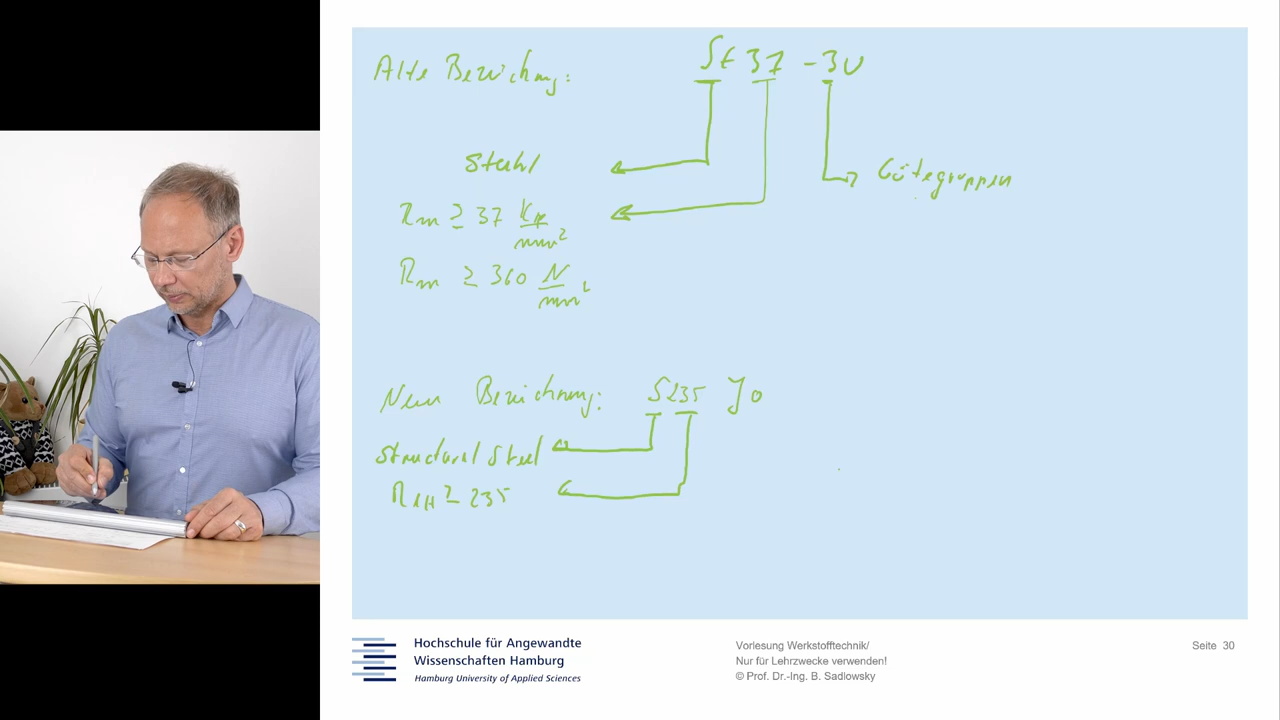 Alte Bezeichnung: St 37 - 3U
Stahl
Gütegruppen
Rm ≥ 37 Kp/mm²
Rm ≥ 360 N/mm²
Neue Bezeichnung: S235 J0
Structural Steel
ReH ≥ 235
Hochschule für Angewandte
Wissenschaften Hamburg
Hamburg University of Applied Sciences
Vorlesung Werkstofftechnik/
Nur für Lehrzwecke verwenden!
© Prof. Dr.-Ing. B. Sadlowsky
Seite 30